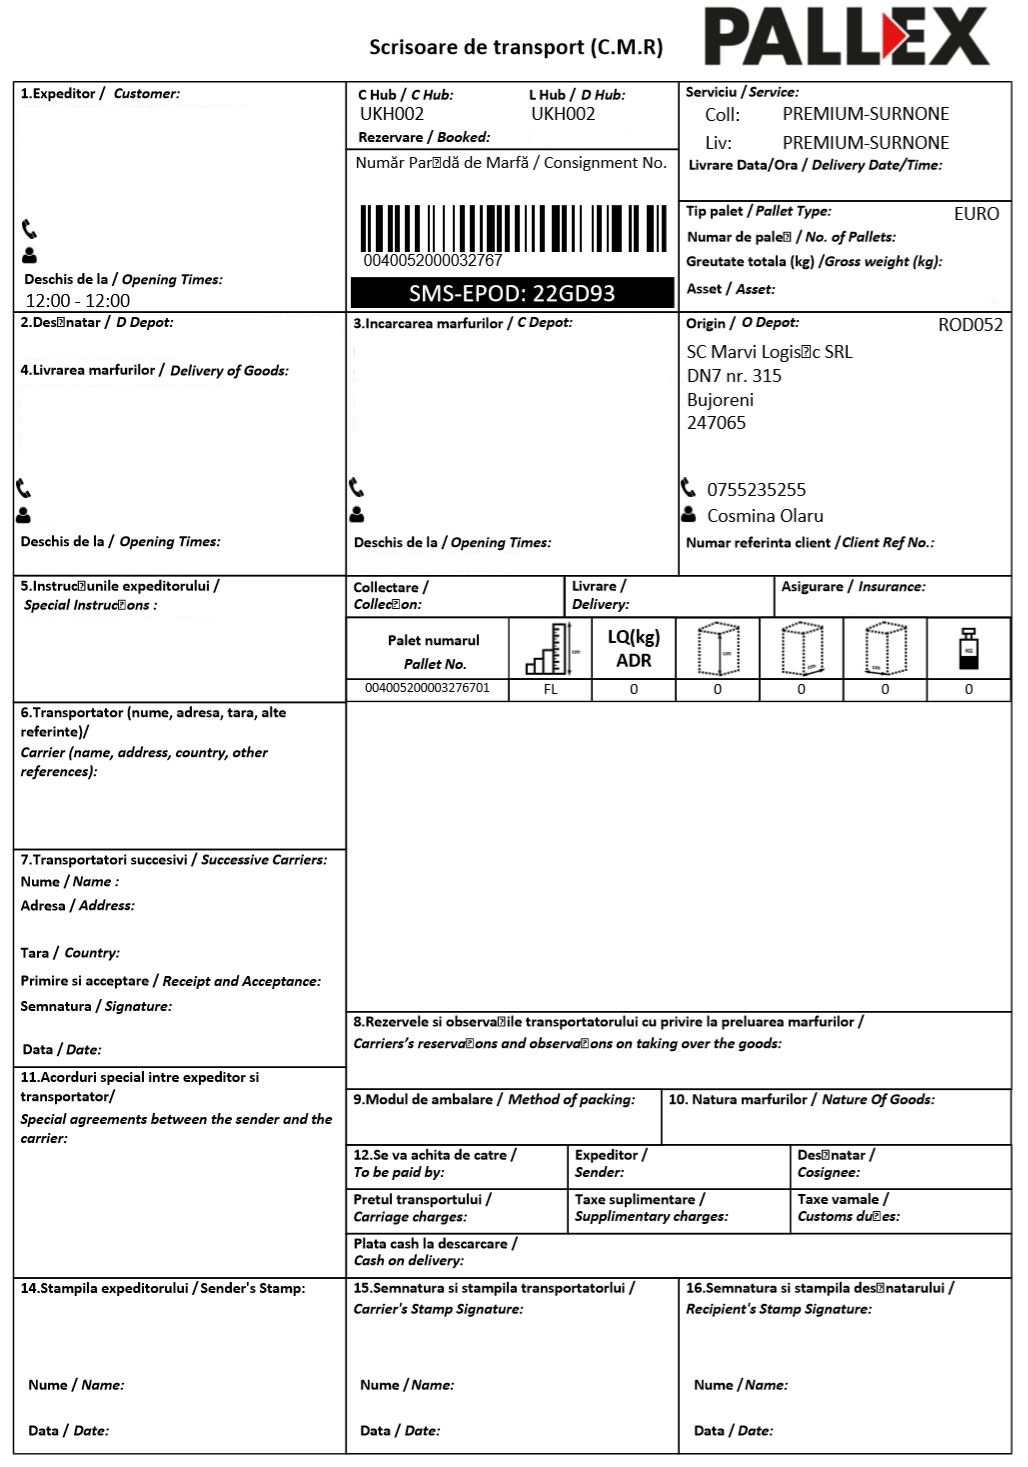 PALLEX
Scrisoare de transport (C.M.R)
1.Expeditor / Customer:
Deschis de la / Opening Times:
12:00 - 12:00
C Hub / C Hub:
L Hub / D Hub:
UKH002
UKH002
Rezervare / Booked:
Număr Par􀆟dă de Marfă / Consignment No.
0040052000032767
SMS-EPOD: 22GD93
Serviciu / Service:
Coll: PREMIUM-SURNONE
Liv: PREMIUM-SURNONE
Livrare Data/Ora / Delivery Date/Time:
Tip palet / Pallet Type: EURO
Numar de pale􀆟 / No. of Pallets:
Greutate totala (kg) /Gross weight (kg):
Asset / Asset:
2.Des􀆟natar / D Depot:
4.Livrarea marfurilor / Delivery of Goods:
Deschis de la / Opening Times:
3.Incarcarea marfurilor / C Depot:
Deschis de la / Opening Times:
Origin / O Depot: ROD052
SC Marvi Logis􀆟c SRL
DN7 nr. 315
Bujoreni
247065
0755235255
Cosmina Olaru
Numar referinta client /Client Ref No.:
5.Instruc􀆟unile expeditorului /
Special Instruc􀆟ons :
Collectare /
Collec􀆟on:
Livrare /
Delivery:
Asigurare / Insurance:
Palet numarul
Pallet No.
cm
LQ(kg)
ADR
cm
cm
cm
KG
004005200003276701 FL 0 0 0 0 0
6.Transportator (nume, adresa, tara, alte
referinte)/
Carrier (name, address, country, other
references):
7.Transportatori succesivi / Successive Carriers:
Nume / Name :
Adresa / Address:
Tara / Country:
Primire si acceptare / Receipt and Acceptance:
Semnatura / Signature:
Data / Date:
8.Rezervele si observa􀆟ile transportatorului cu privire la preluarea marfurilor /
Carriers’s reserva􀆟ons and observa􀆟ons on taking over the goods:
9.Modul de ambalare / Method of packing:
10. Natura marfurilor / Nature Of Goods:
11.Acorduri special intre expeditor si
transportator/
Special agreements between the sender and the
carrier:
12.Se va achita de catre /
To be paid by:
Expeditor /
Sender:
Des􀆟natar /
Cosignee:
Pretul transportului /
Carriage charges:
Taxe suplimentare /
Supplimentary charges:
Taxe vamale /
Customs du􀆟es:
Plata cash la descarcare /
Cash on delivery:
14.Stampila expeditorului / Sender's Stamp:
Nume / Name:
Data / Date:
15.Semnatura si stampila transportatorlui /
Carrier's Stamp Signature:
Nume / Name:
Data / Date:
16.Semnatura si stampila des􀆟natarului /
Recipient's Stamp Signature:
Nume / Name:
Data / Date: